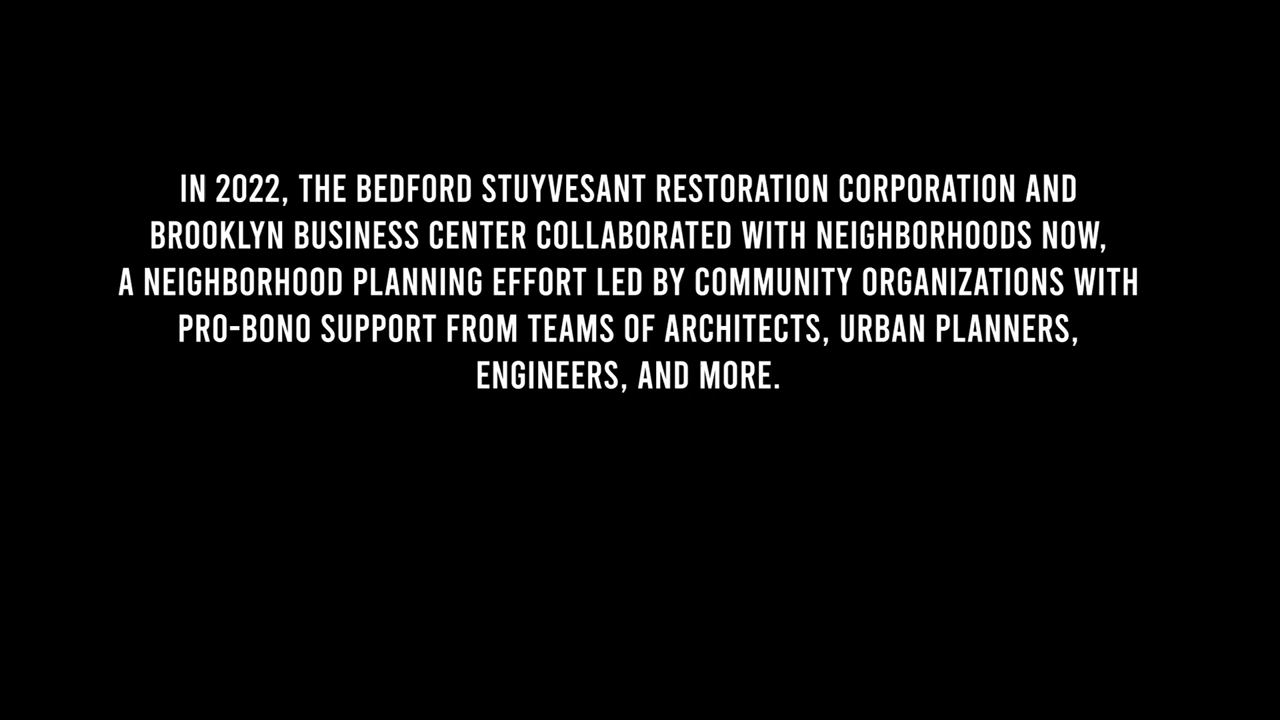 IN 2022, THE BEDFORD STUYVESANT RESTORATION CORPORATION AND
BROOKLYN BUSINESS CENTER COLLABORATED WITH NEIGHBORHOODS NOW,
A NEIGHBORHOOD PLANNING EFFORT LED BY COMMUNITY ORGANIZATIONS WITH
PRO-BONO SUPPORT FROM TEAMS OF ARCHITECTS, URBAN PLANNERS,
ENGINEERS, AND MORE.